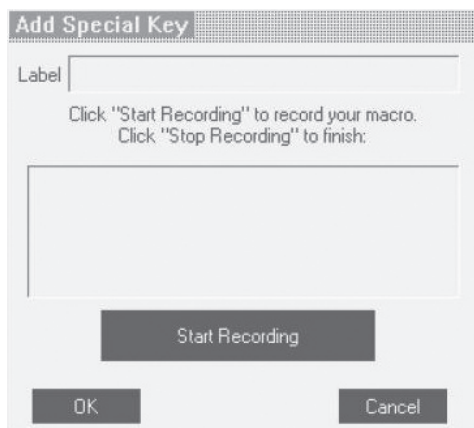 Add Special Key
Label
Click "Start Recording" to record your macro.
Click "Stop Recording" to finish:
Start Recording
OK Cancel